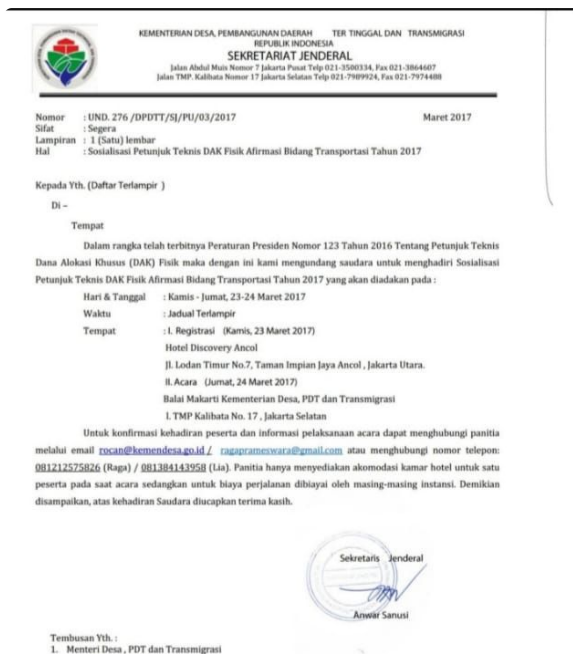 KEMENTERIAN DESA, PEMBANGUNAN DAERAH TER TINGGAL DAN TRANSMIGRASI
REPUBLIK INDONESIA
SEKRETARIAT JENDERAL
Jalan Abdul Muis Nomor 7 Jakarta Pusat Telp 021-3500334, Fax 021-3864607
Jalan TMP. Kalibata Nomor 17 Jakarta Selatan Telp 021-7989924, Fax 021-7974488
Nomor : UND. 276 /DPDTT/SJ/PU/03/2017 Maret 2017
Sifat : Segera
Lampiran : 1 (Satu) lembar
Hal : Sosialisasi Petunjuk Teknis DAK Fisik Afirmasi Bidang Transportasi Tahun 2017
Kepada Yth. (Daftar Terlampir )
Di –
Tempat
Dalam rangka telah terbitnya Peraturan Presiden Nomor 123 Tahun 2016 Tentang Petunjuk Teknis
Dana Alokasi Khusus (DAK) Fisik maka dengan ini kami mengundang saudara untuk menghadiri Sosialisasi
Petunjuk Teknis DAK Fisik Afirmasi Bidang Transportasi Tahun 2017 yang akan diadakan pada :
Hari & Tanggal : Kamis - Jumat, 23-24 Maret 2017
Waktu : Jadual Terlampir
Tempat : I. Registrasi (Kamis, 23 Maret 2017)
Hotel Discovery Ancol
Jl. Lodan Timur No.7, Taman Impian Jaya Ancol , Jakarta Utara.
II. Acara (Jumat, 24 Maret 2017)
Balai Makarti Kementerian Desa, PDT dan Transmigrasi
l. TMP Kalibata No. 17 , Jakarta Selatan
Untuk konfirmasi kehadiran peserta dan informasi pelaksanaan acara dapat menghubungi panitia
melalui email rocan@kemendesa.go.id / ragaprameswara@gmail.com atau menghubungi nomor telepon:
081212575826 (Raga) / 081384143958 (Lia). Panitia hanya menyediakan akomodasi kamar hotel untuk satu
peserta pada saat acara sedangkan untuk biaya perjalanan dibiayai oleh masing-masing instansi. Demikian
disampaikan, atas kehadiran Saudara diucapkan terima kasih.
Sekretaris Jenderal
Anwar Sanusi
Tembusan Yth. :
1. Menteri Desa , PDT dan Transmigrasi